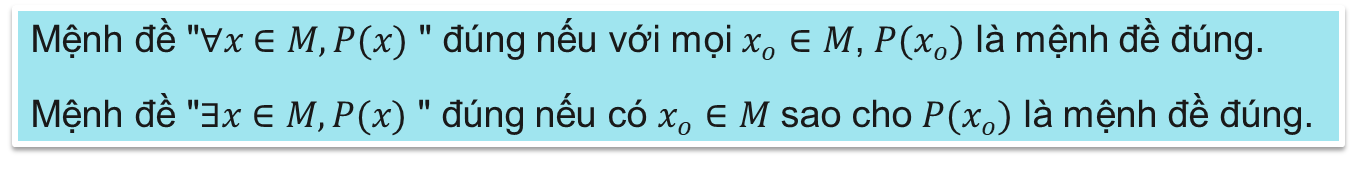 Mệnh đề "∀x ∈ M, P(x) " đúng nếu với mọi xₒ ∈ M, P(xₒ) là mệnh đề đúng.
Mệnh đề "∃x ∈ M, P(x) " đúng nếu có xₒ ∈ M sao cho P(xₒ) là mệnh đề đúng.